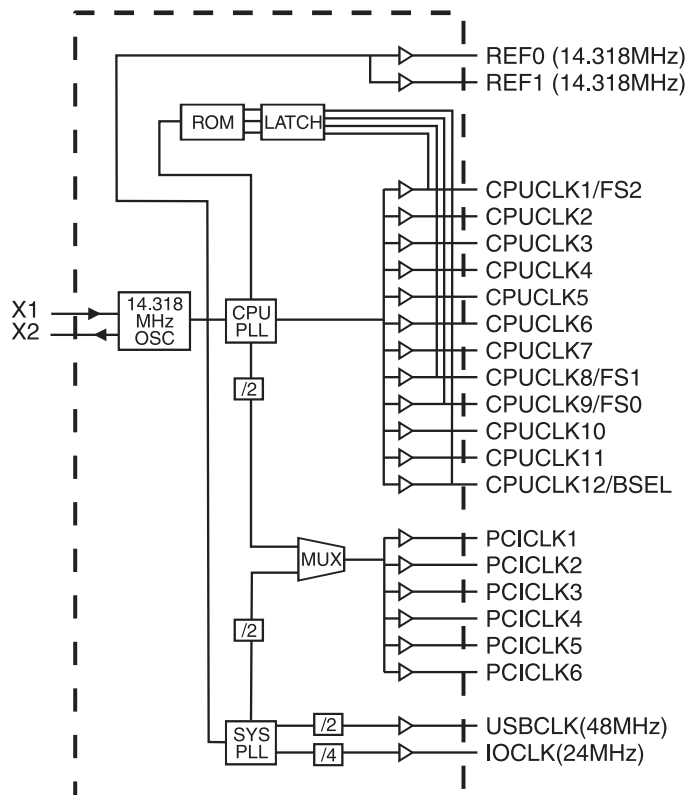 REF0 (14.318MHz)
REF1 (14.318MHz)
ROM
LATCH
CPUCLK1/FS2
CPUCLK2
CPUCLK3
CPUCLK4
CPUCLK5
CPUCLK6
CPUCLK7
CPUCLK8/FS1
CPUCLK9/FS0
CPUCLK10
CPUCLK11
CPUCLK12/BSEL
X1
X2
14.318
MHz
OSC
CPU
PLL
/2
MUX
PCICLK1
PCICLK2
PCICLK3
PCICLK4
PCICLK5
PCICLK6
/2
SYS
PLL
/2
USBCLK(48MHz)
/4
IOCLK(24MHz)